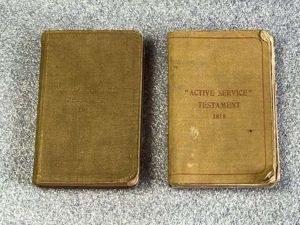 "ACTIVE SERVICE"
TESTAMENT
1918